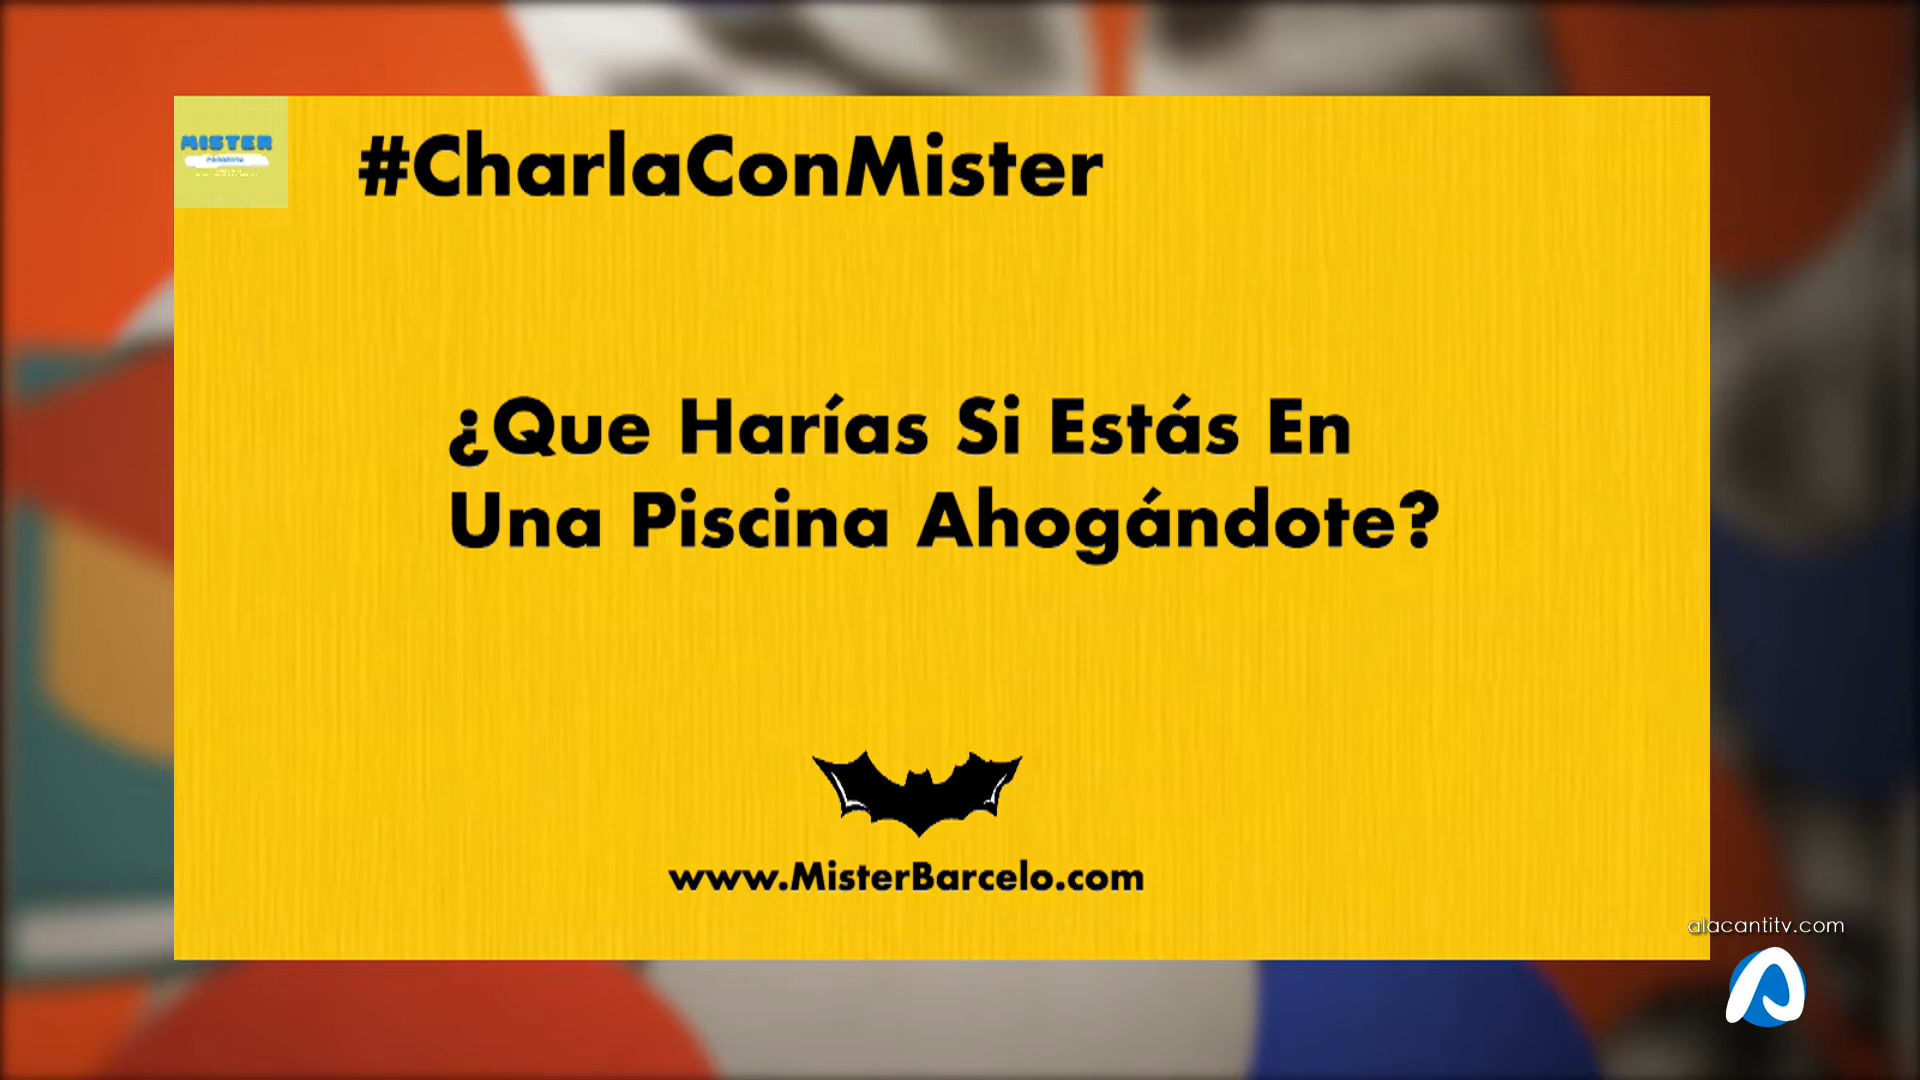 MISTER
#CharlaConMister
¿Que Harías Si Estás En
Una Piscina Ahogándote?
www.MisterBarcelo.com
alacantitv.com